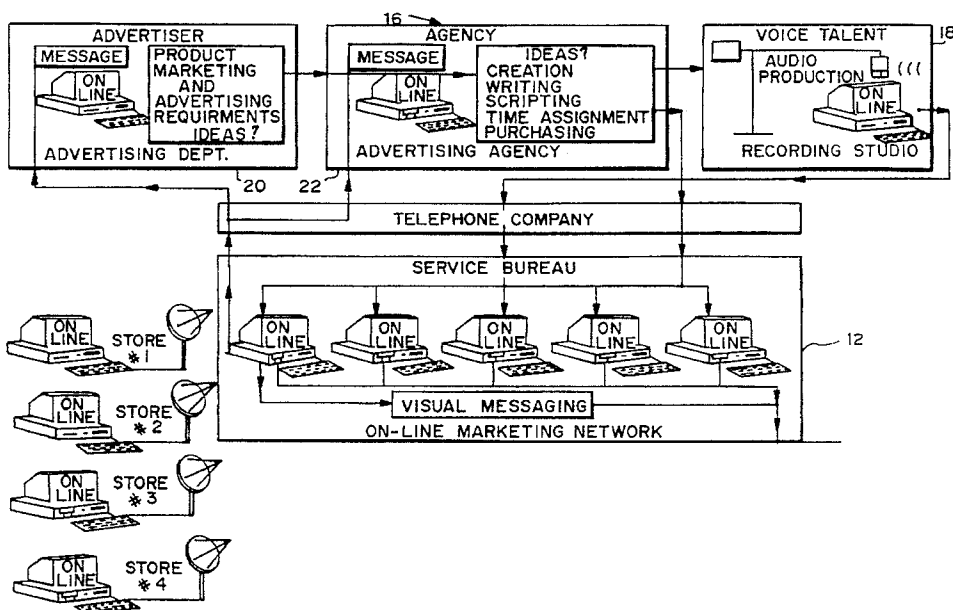 ADVERTISER
MESSAGE
ON
LINE
PRODUCT
MARKETING
AND
ADVERTISING
REQUIRMENTS
IDEAS?
ADVERTISING DEPT.
20
16
AGENCY
MESSAGE
ON
LINE
IDEAS?
CREATION
WRITING
SCRIPTING
TIME ASSIGNMENT
PURCHASING
ADVERTISING AGENCY
22
VOICE TALENT
18
AUDIO
PRODUCTION
ON
LINE
RECORDING STUDIO
TELEPHONE COMPANY
SERVICE BUREAU
ON
LINE
ON
LINE
ON
LINE
ON
LINE
ON
LINE
12
VISUAL MESSAGING
ON-LINE MARKETING NETWORK
ON
LINE
STORE
#1
ON
LINE
STORE
#2
ON
LINE
STORE
#3
ON
LINE
STORE
#4